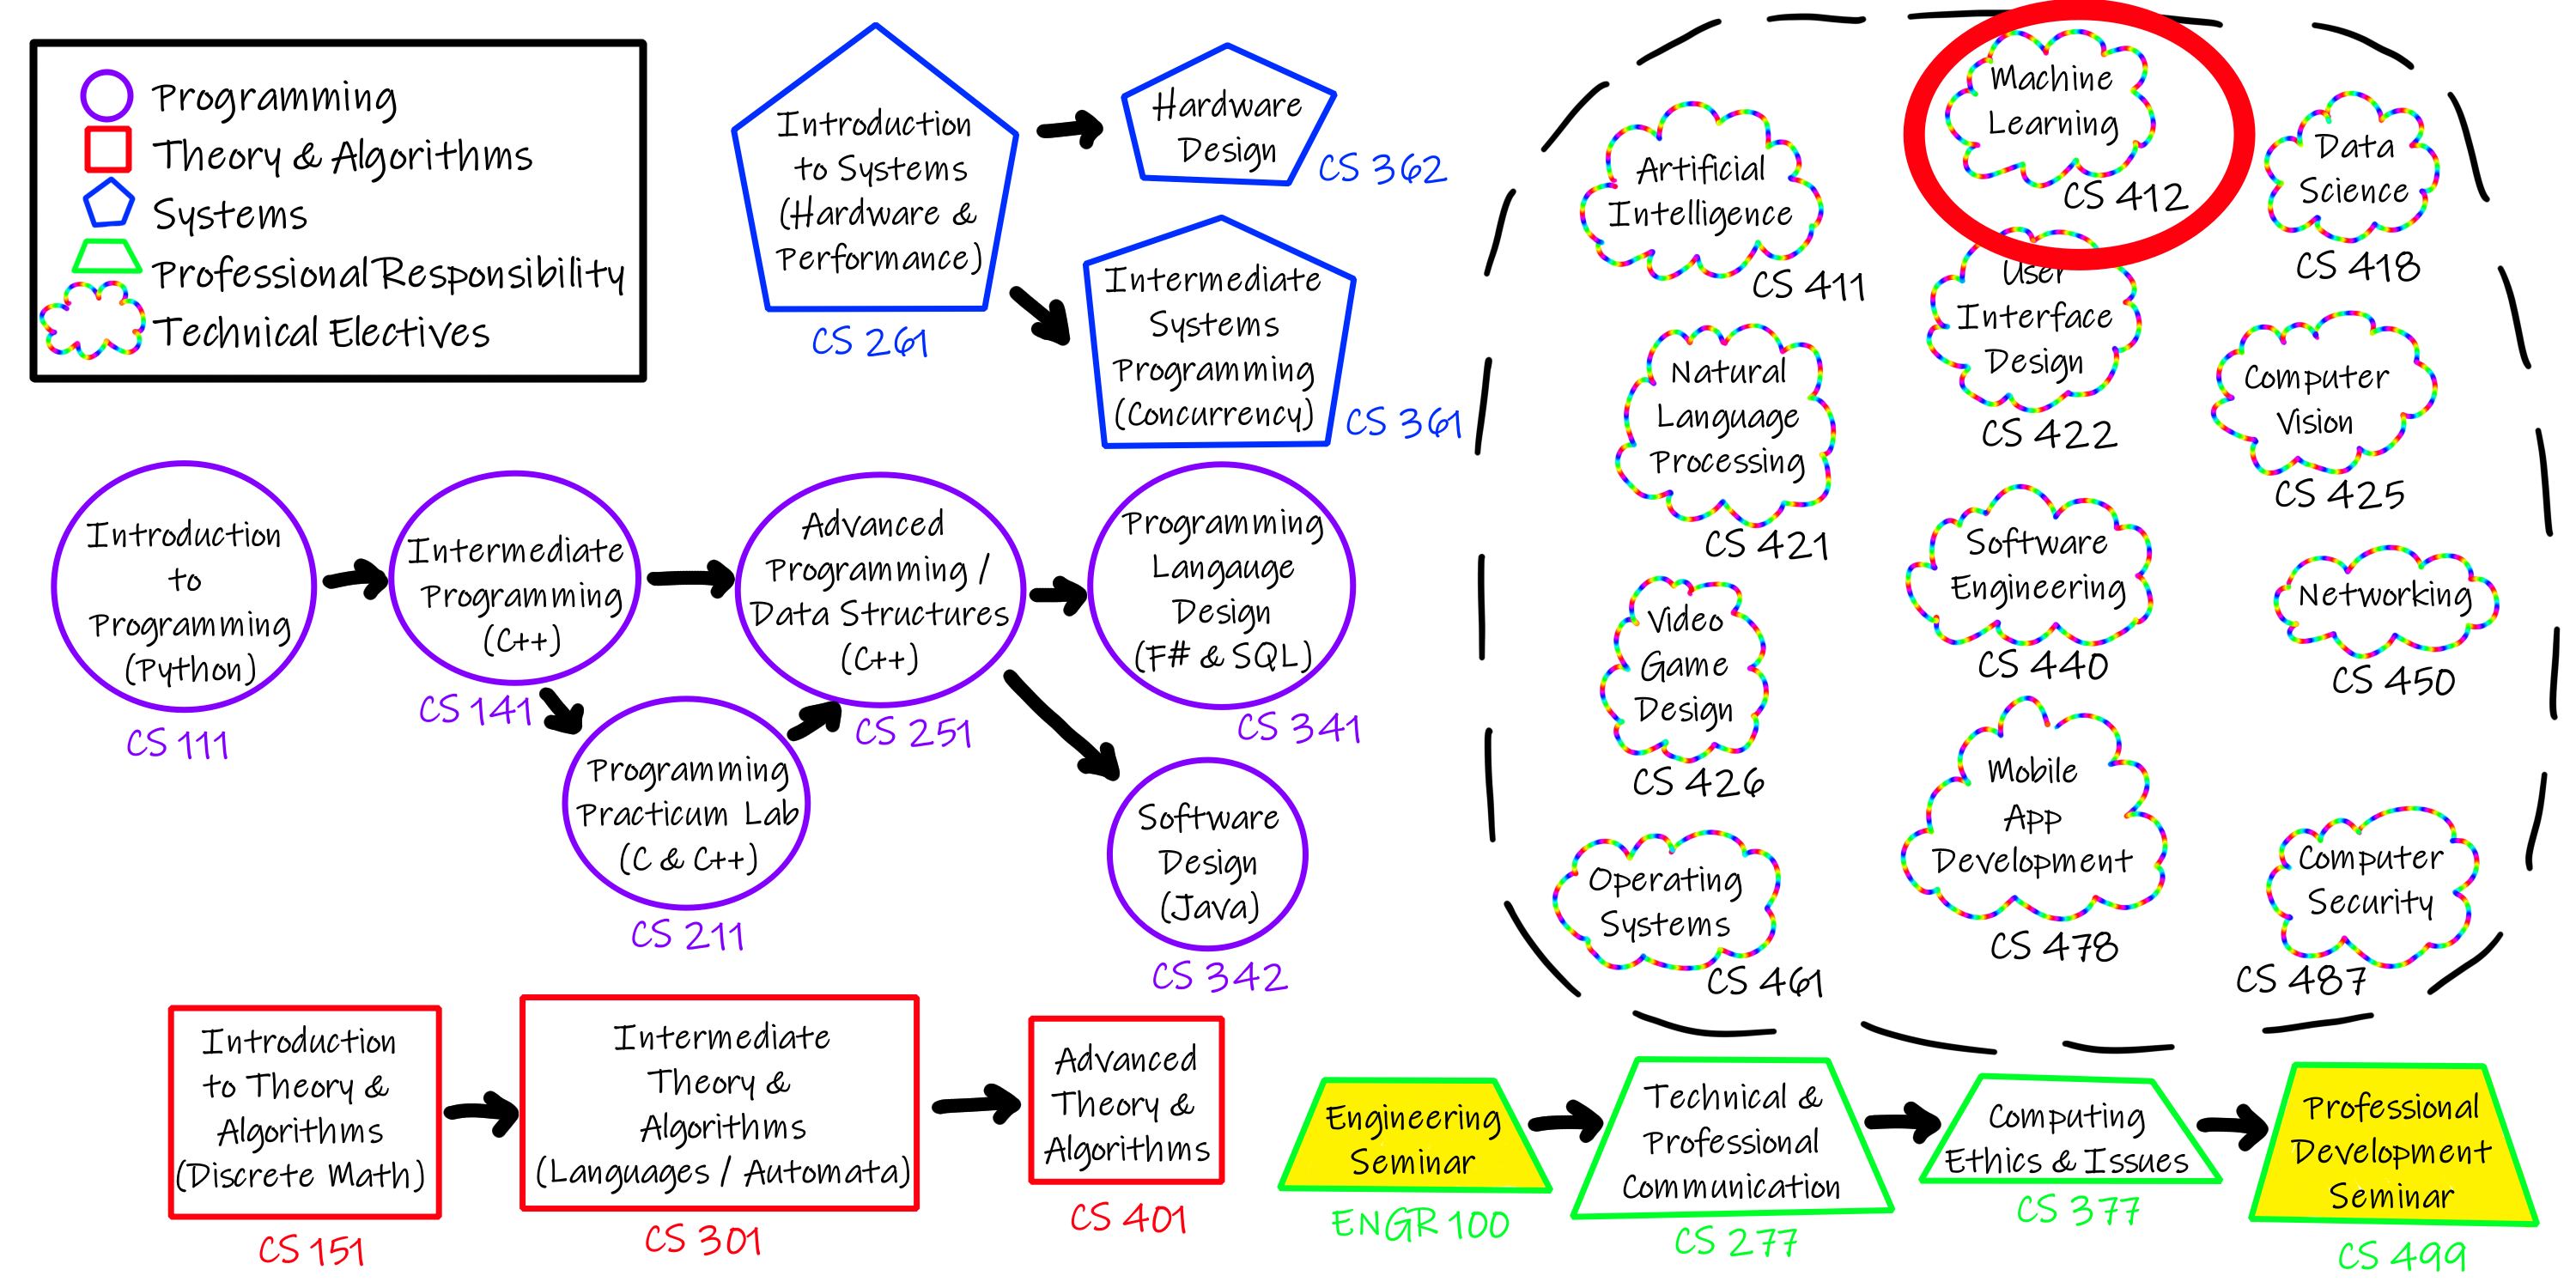 Programming
Theory & Algorithms
Systems
Professional Responsibility
Technical Electives
Introduction
to Systems
(Hardware &
Performance)
CS 261
Hardware
Design
CS 362
Intermediate
Systems
Programming
(Concurrency)
CS 361
Introduction
to
Programming
(Python)
CS 111
Intermediate
Programming
(C++)
CS 141
Programming
Practicum Lab
(C & C++)
CS 211
Advanced
Programming /
Data Structures
(C++)
CS 251
Programming
Langauge
Design
(F# & SQL)
CS 341
Software
Design
(Java)
CS 342
Introduction
to Theory &
Algorithms
(Discrete Math)
CS 151
Intermediate
Theory &
Algorithms
(Languages / Automata)
CS 301
Advanced
Theory &
Algorithms
CS 401
Artificial
Intelligence
CS 411
Machine
Learning
CS 412
Data
Science
CS 418
Natural
Language
Processing
CS 421
User
Interface
Design
CS 422
Computer
Vision
CS 425
Video
Game
Design
CS 426
Software
Engineering
CS 440
Networking
CS 450
Operating
Systems
CS 461
Mobile
App
Development
CS 478
Computer
Security
CS 487
Engineering
Seminar
ENGR 100
Technical &
Professional
Communication
CS 277
Computing
Ethics & Issues
CS 377
Professional
Development
Seminar
CS 499